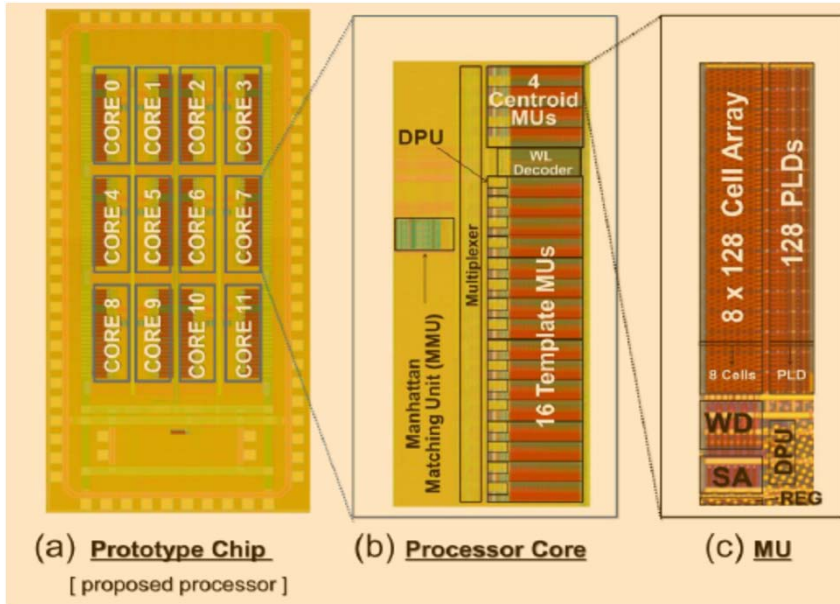 CORE 0
CORE 1
CORE 2
CORE 3
CORE 4
CORE 5
CORE 6
CORE 7
CORE 8
CORE 9
CORE 10
CORE 11
(a) Prototype Chip
[ proposed processor ]
4
Centroid
MUs
DPU
WL
Decoder
Multiplexer
16 Template MUs
Manhattan
Matching Unit (MMU)
(b) Processor Core
8 x 128 Cell Array
128 PLDs
8 Cells
PLD
WD
DPU
SA
REG
(c) MU